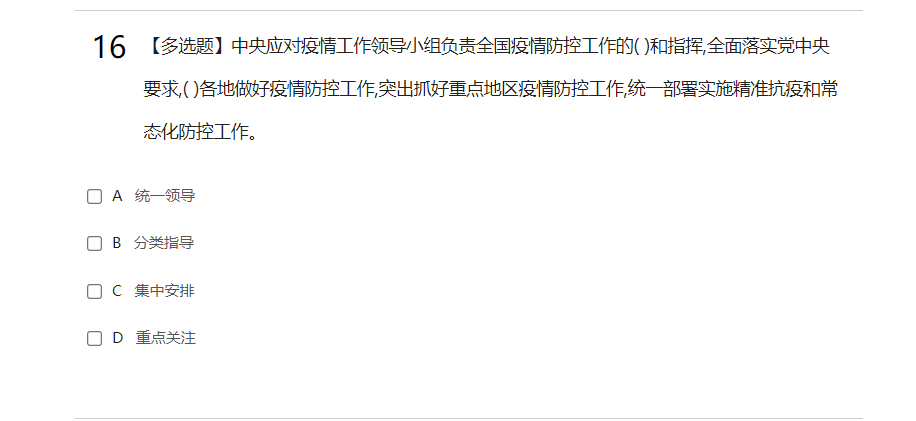 16 【多选题】中央应对疫情工作领导小组负责全国疫情防控工作的( )和指挥,全面落实党中央
要求,( )各地做好疫情防控工作,突出抓好重点地区疫情防控工作,统一部署实施精准抗疫和常
态化防控工作。
A 统一领导
B 分类指导
C 集中安排
D 重点关注